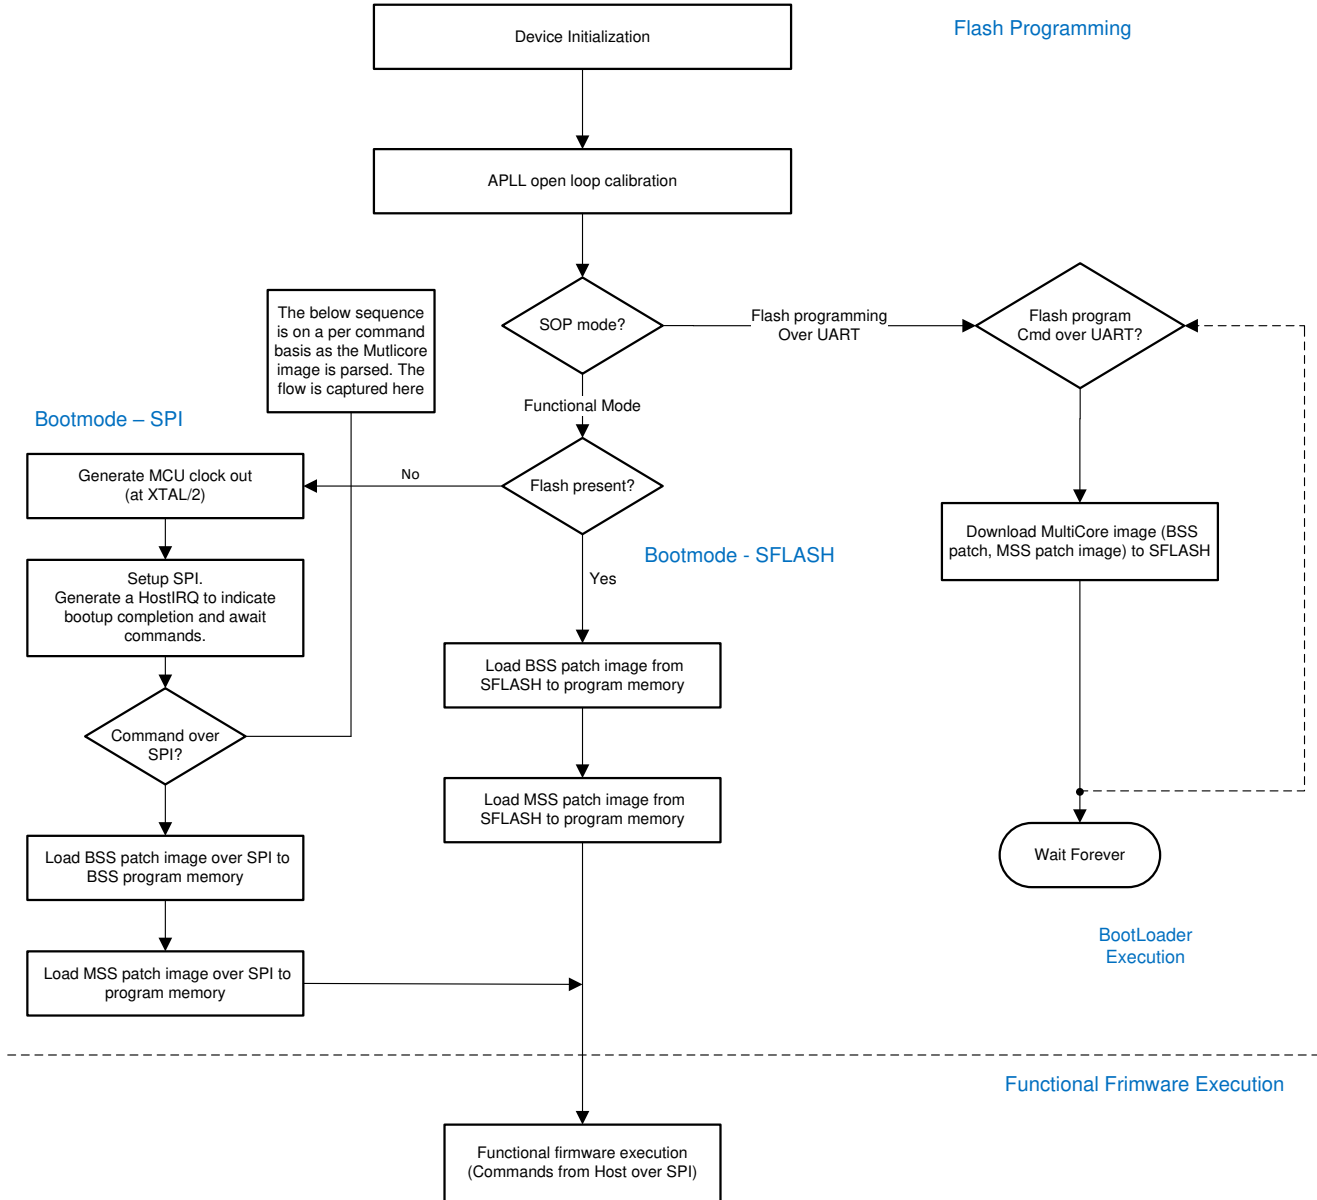 Device Initialization
Flash Programming
APLL open loop calibration
The below sequence
is on a per command
basis as the Mutlicore
image is parsed. The
flow is captured here
SOP mode?
Flash programming
Over UART
Flash program
Cmd over UART?
Functional Mode
Bootmode – SPI
Generate MCU clock out
(at XTAL/2)
No
Flash present?
Bootmode - SFLASH
Download MultiCore image (BSS
patch, MSS patch image) to SFLASH
Setup SPI.
Generate a HostIRQ to indicate
bootup completion and await
commands.
Yes
Load BSS patch image from
SFLASH to program memory
Command over
SPI?
Load MSS patch image from
SFLASH to program memory
Load BSS patch image over SPI to
BSS program memory
Wait Forever
BootLoader
Execution
Load MSS patch image over SPI to
program memory
Functional Frimware Execution
Functional firmware execution
(Commands from Host over SPI)